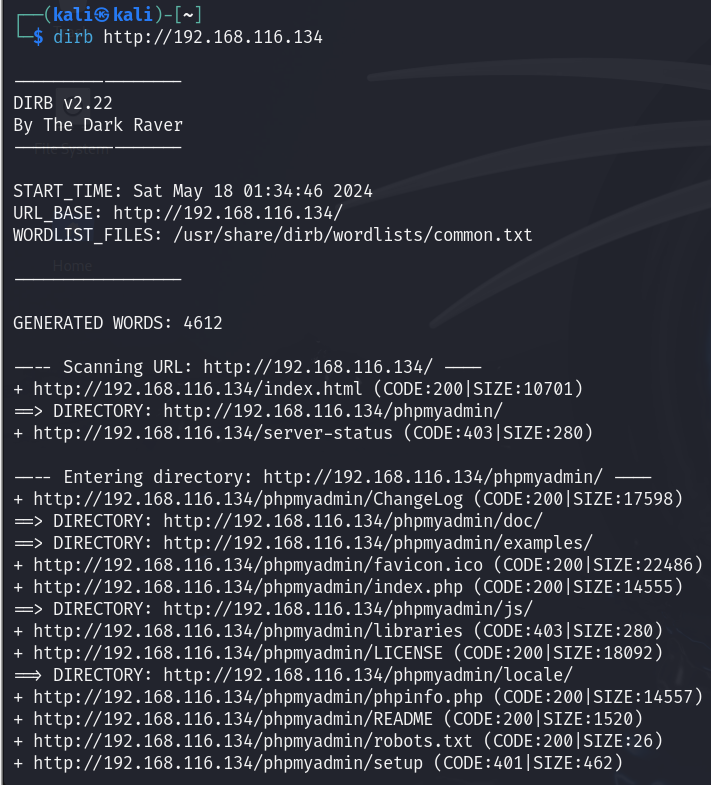 ┌──(kali㉿kali)-[~]
└─$ dirb http://192.168.116.134
-----------------
DIRB v2.22
By The Dark Raver
-----------------
File System
START_TIME: Sat May 18 01:34:46 2024
URL_BASE: http://192.168.116.134/
WORDLIST_FILES: /usr/share/dirb/wordlists/common.txt
Home
-----------------
GENERATED WORDS: 4612
---- Scanning URL: http://192.168.116.134/ ----
+ http://192.168.116.134/index.html (CODE:200|SIZE:10701)
==> DIRECTORY: http://192.168.116.134/phpmyadmin/
+ http://192.168.116.134/server-status (CODE:403|SIZE:280)
---- Entering directory: http://192.168.116.134/phpmyadmin/ ----
+ http://192.168.116.134/phpmyadmin/ChangeLog (CODE:200|SIZE:17598)
==> DIRECTORY: http://192.168.116.134/phpmyadmin/doc/
==> DIRECTORY: http://192.168.116.134/phpmyadmin/examples/
+ http://192.168.116.134/phpmyadmin/favicon.ico (CODE:200|SIZE:22486)
+ http://192.168.116.134/phpmyadmin/index.php (CODE:200|SIZE:14555)
==> DIRECTORY: http://192.168.116.134/phpmyadmin/js/
+ http://192.168.116.134/phpmyadmin/libraries (CODE:403|SIZE:280)
+ http://192.168.116.134/phpmyadmin/LICENSE (CODE:200|SIZE:18092)
==> DIRECTORY: http://192.168.116.134/phpmyadmin/locale/
+ http://192.168.116.134/phpmyadmin/phpinfo.php (CODE:200|SIZE:14557)
+ http://192.168.116.134/phpmyadmin/README (CODE:200|SIZE:1520)
+ http://192.168.116.134/phpmyadmin/robots.txt (CODE:200|SIZE:26)
+ http://192.168.116.134/phpmyadmin/setup (CODE:401|SIZE:462)